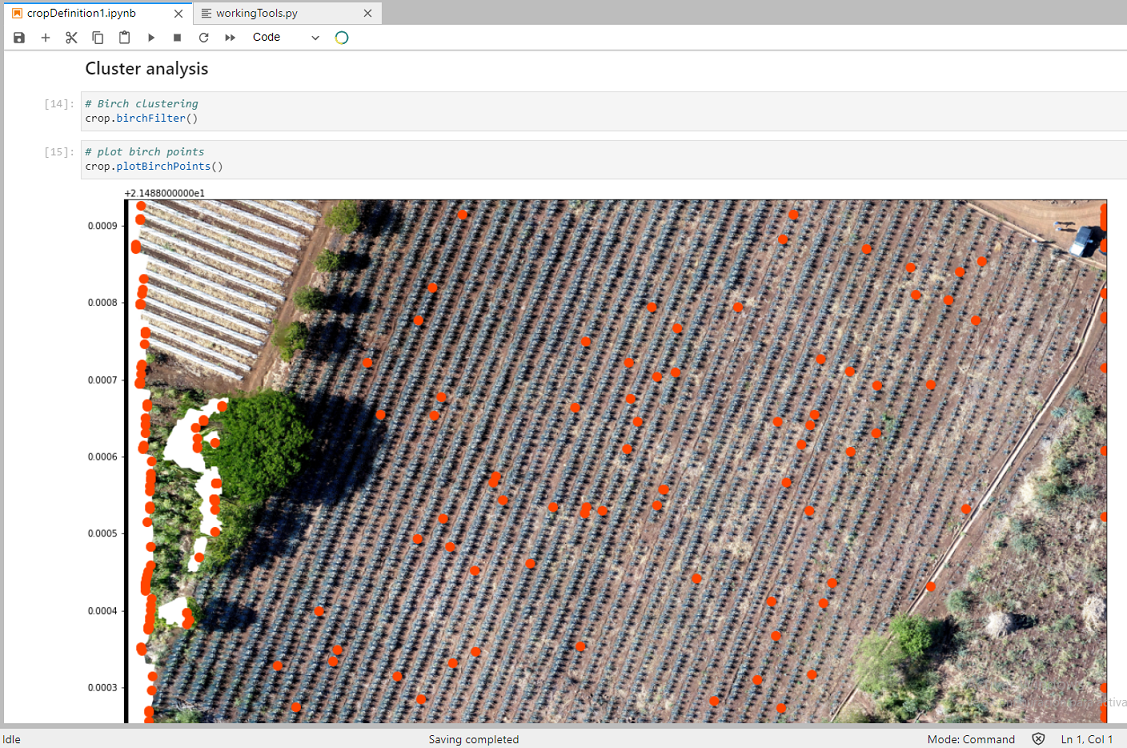 cropDefinition1.ipynb
workingTools.py
Code
Cluster analysis
[14]:
# Birch clustering
crop.birchFilter()
[15]:
# plot birch points
crop.plotBirchPoints()
+2.1488000000e1
0.0009
0.0008
0.0007
0.0006
0.0005
0.0004
0.0003
Idle
Saving completed
Mode: Command
Ln 1, Col 1